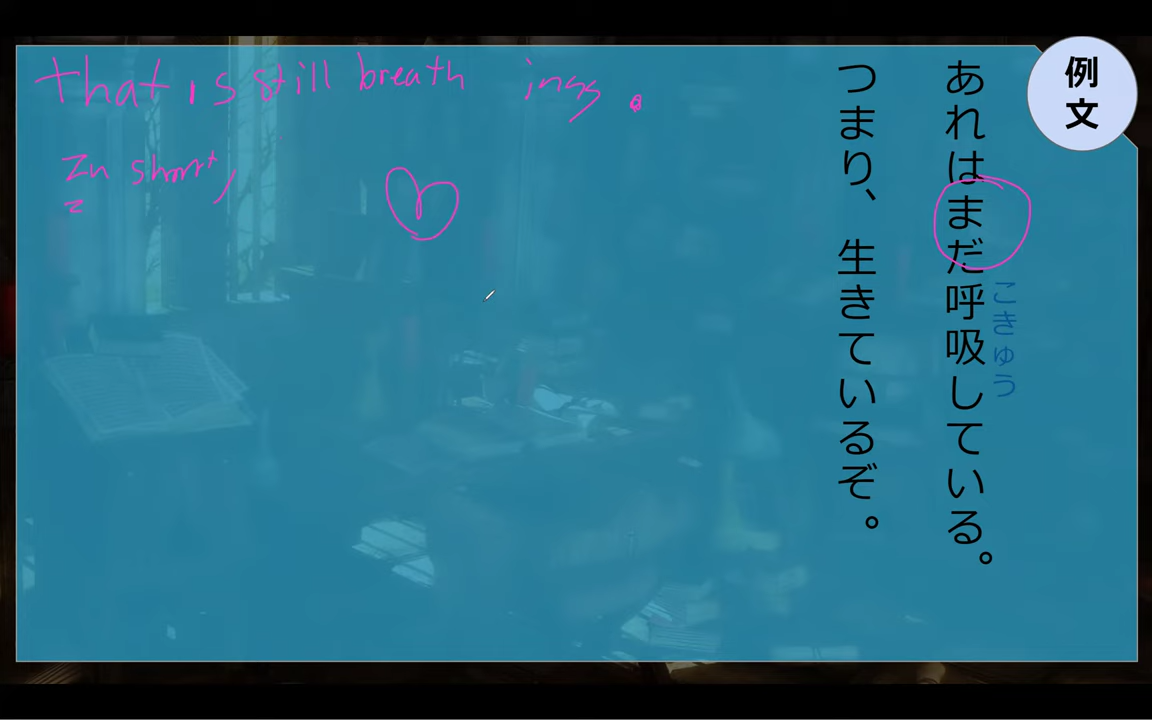 例文
あれはまだ呼吸している。
こきゅう
つまり、生きているぞ。
that is still breath ings.
In short,